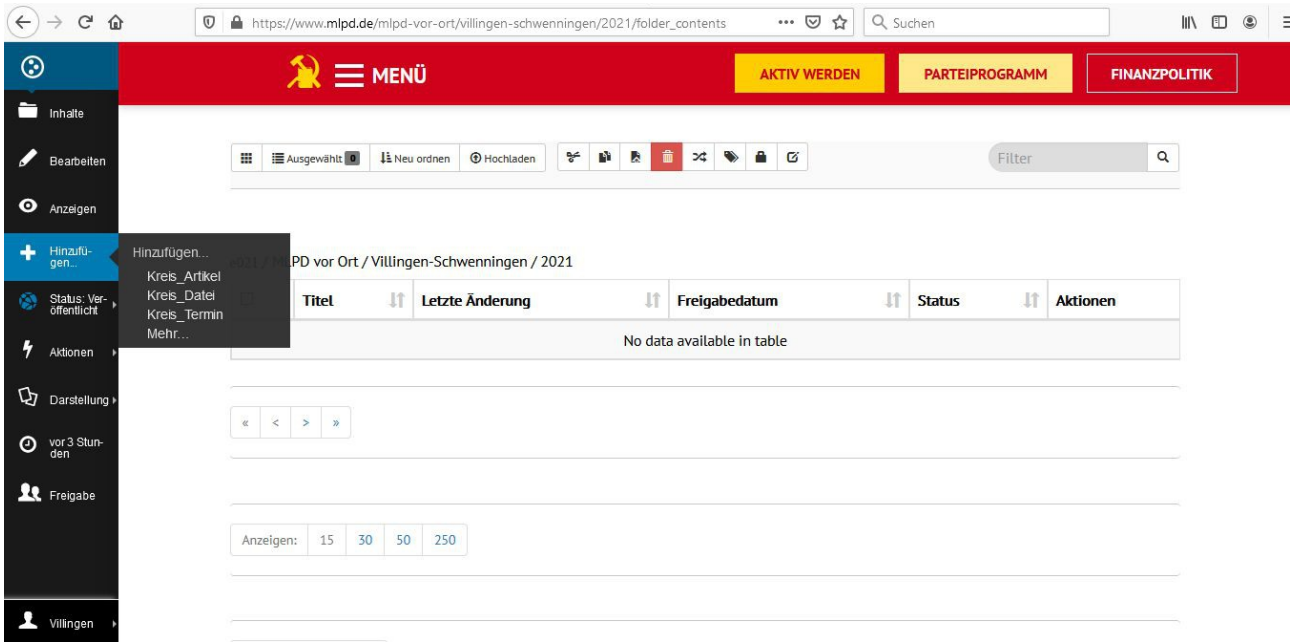 https://www.mlpd.de/mlpd-vor-ort/villingen-schwenningen/2021/folder_contents
Suchen
MENÜ
AKTIV WERDEN
PARTEIPROGRAMM
FINANZPOLITIK
Inhalte
Bearbeiten
Anzeigen
Hinzufü-
gen...
Status: Ver-
öffentlicht
Aktionen
Darstellung
vor 3 Stun-
den
Freigabe
Villingen
Hinzufügen...
Kreis_Artikel
Kreis_Datei
Kreis_Termin
Mehr...
Ausgewählt 0
Neu ordnen
Hochladen
Filter
PD vor Ort / Villingen-Schwenningen / 2021
Titel
Letzte Änderung
Freigabedatum
Status
Aktionen
No data available in table
« < > »
Anzeigen: 15 30 50 250